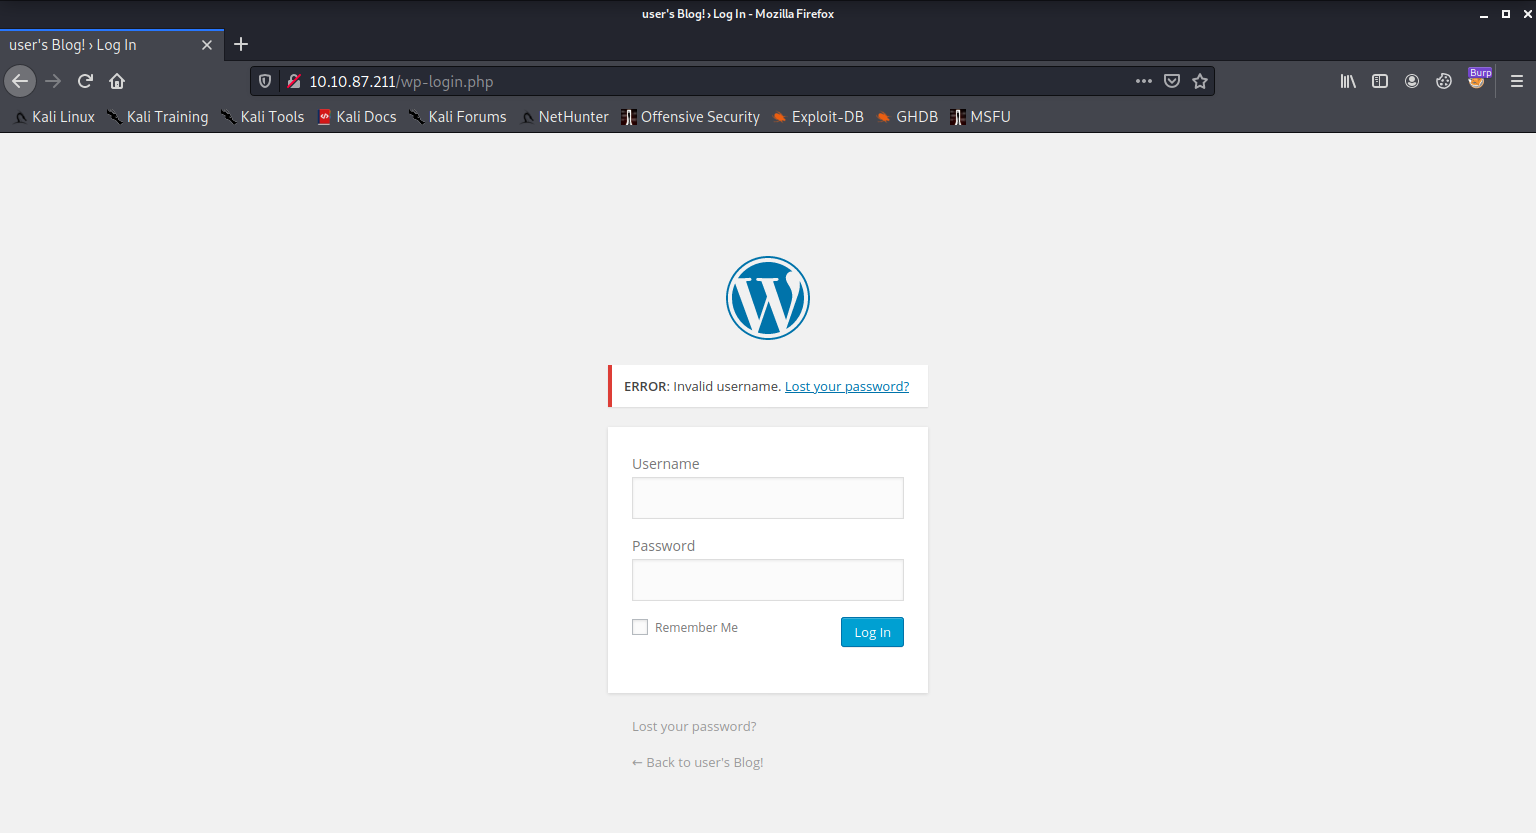 user's Blog! › Log In - Mozilla Firefox
user's Blog! › Log In
10.10.87.211/wp-login.php
Burp
Kali Linux Kali Training Kali Tools Kali Docs Kali Forums NetHunter Offensive Security Exploit-DB GHDB MSFU
ERROR: Invalid username. Lost your password?
Username
Password
Remember Me Log In
Lost your password?
← Back to user's Blog!